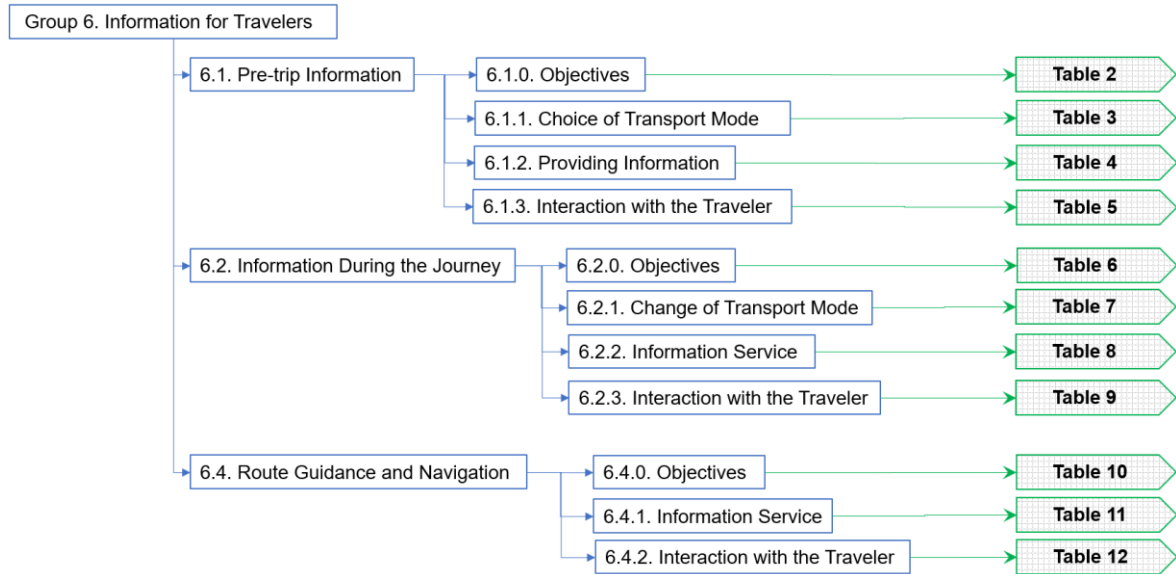 Group 6. Information for Travelers
6.1. Pre-trip Information
6.1.0. Objectives
Table 2
6.1.1. Choice of Transport Mode
Table 3
6.1.2. Providing Information
Table 4
6.1.3. Interaction with the Traveler
Table 5
6.2. Information During the Journey
6.2.0. Objectives
Table 6
6.2.1. Change of Transport Mode
Table 7
6.2.2. Information Service
Table 8
6.2.3. Interaction with the Traveler
Table 9
6.4. Route Guidance and Navigation
6.4.0. Objectives
Table 10
6.4.1. Information Service
Table 11
6.4.2. Interaction with the Traveler
Table 12